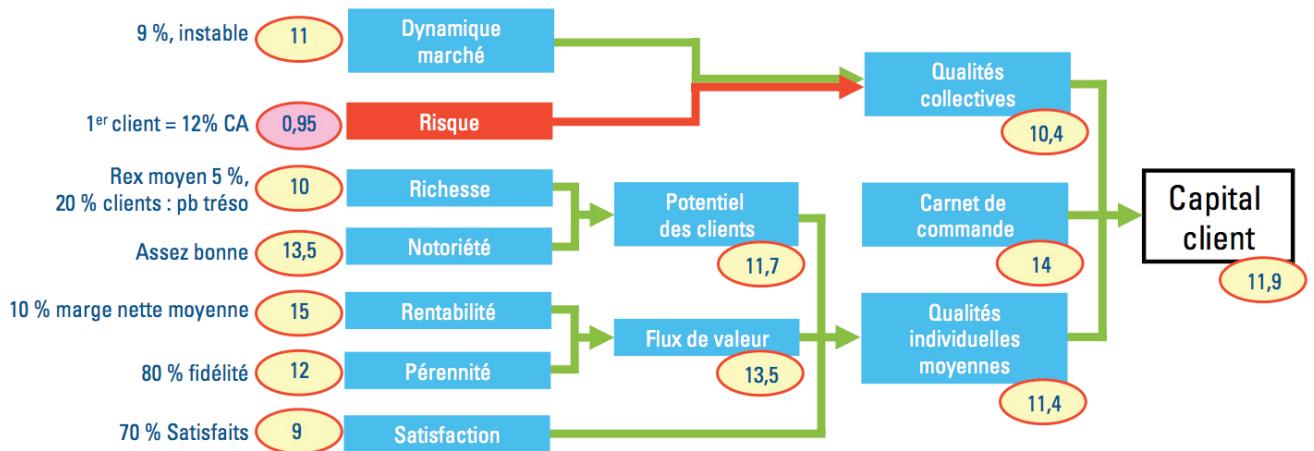 9 %, instable
11
Dynamique
marché
1er client = 12% CA
0,95
Risque
Rex moyen 5 %,
20 % clients : pb tréso
10
Richesse
Assez bonne
13,5
Notoriété
10 % marge nette moyenne
15
Rentabilité
80 % fidélité
12
Pérennité
70 % Satisfaits
9
Satisfaction
Potentiel
des clients
11,7
Flux de valeur
13,5
Qualités
collectives
10,4
Carnet de
commande
14
Qualités
individuelles
moyennes
11,4
Capital
client
11,9